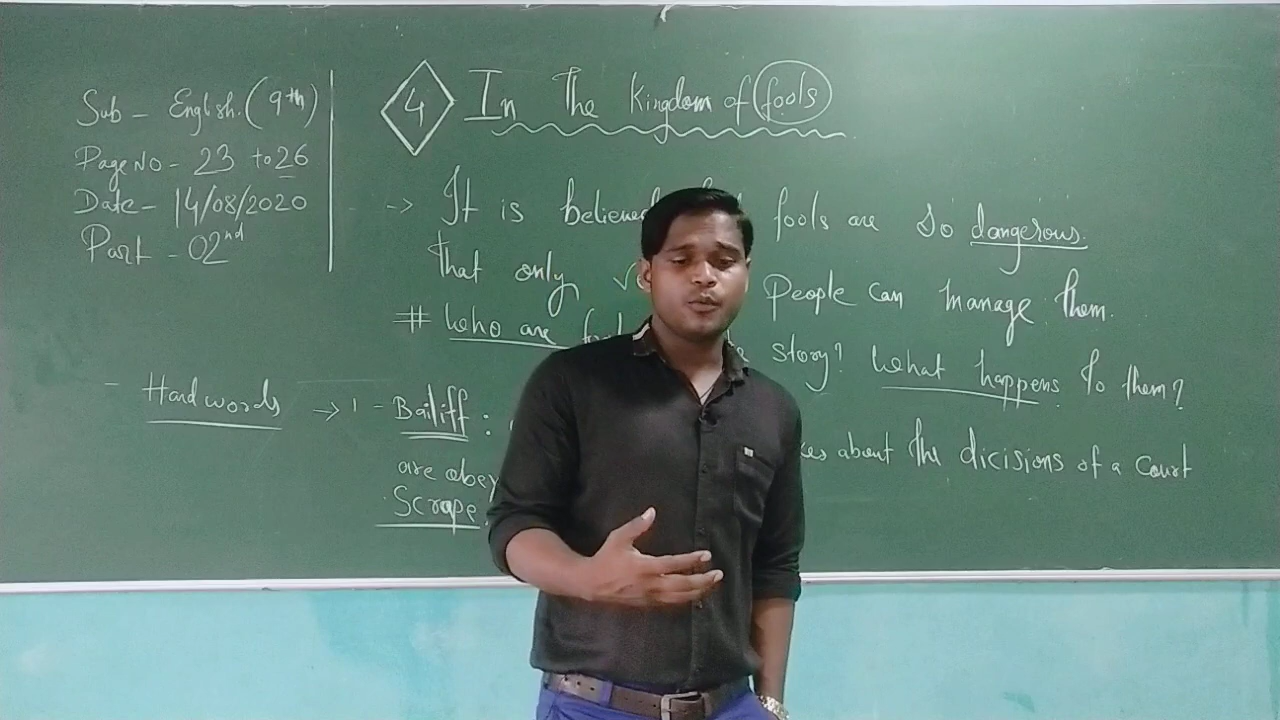 Sub - English. (9th)
Page No - 23 to 26
Date - 14/08/2020
Part - 02nd
4 In The kingdom of fools
-> It is believed fools are so dangerous.
That only People can manage them.
# Who are story? What happens to them?
- Hard words -> 1 - Bailiff : about the dicisions of a court
are obey
Scrape